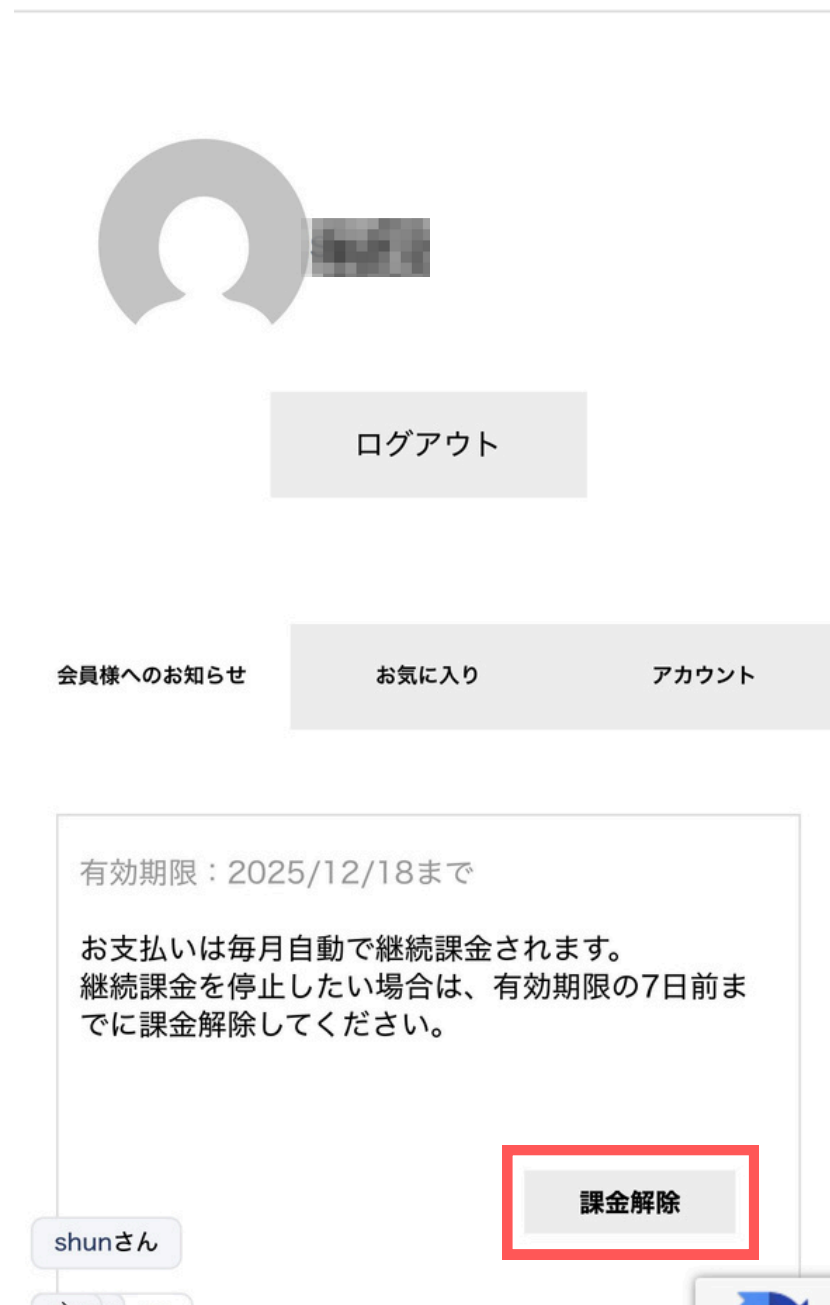 ログアウト
会員様へのお知らせ
お気に入り
アカウント
有効期限：2025/12/18まで
お支払いは毎月自動で継続課金されます。
継続課金を停止したい場合は、有効期限の7日前ま
でに課金解除してください。
課金解除
shunさん